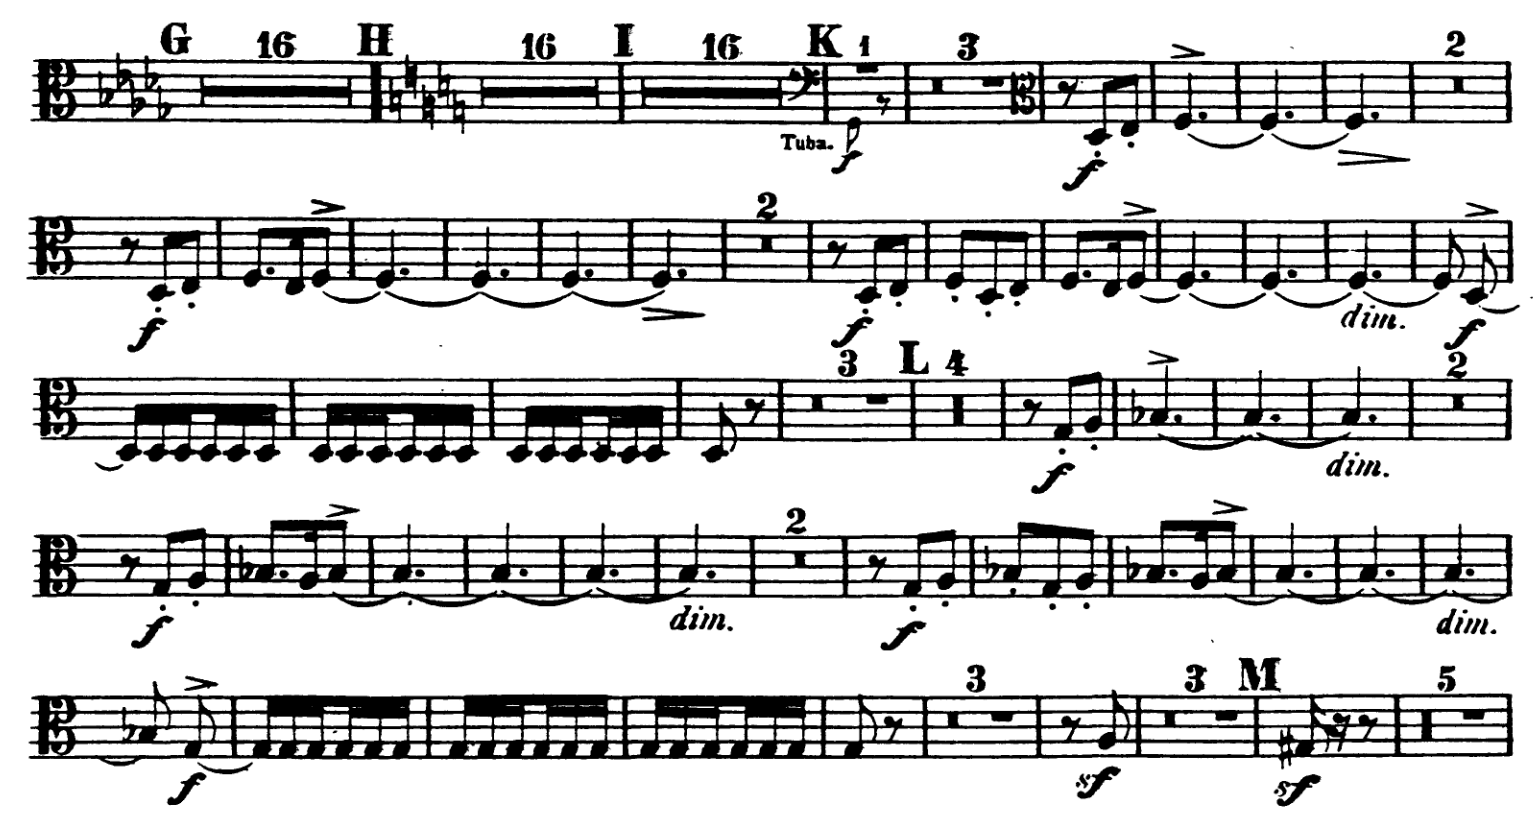 G 16 H 16 I 16 K 1 3 2
Tuba. f f
2
f f dim. f
3 L 4 2
f dim.
2
f dim. f dim.
3 3 M 5
f sf sf